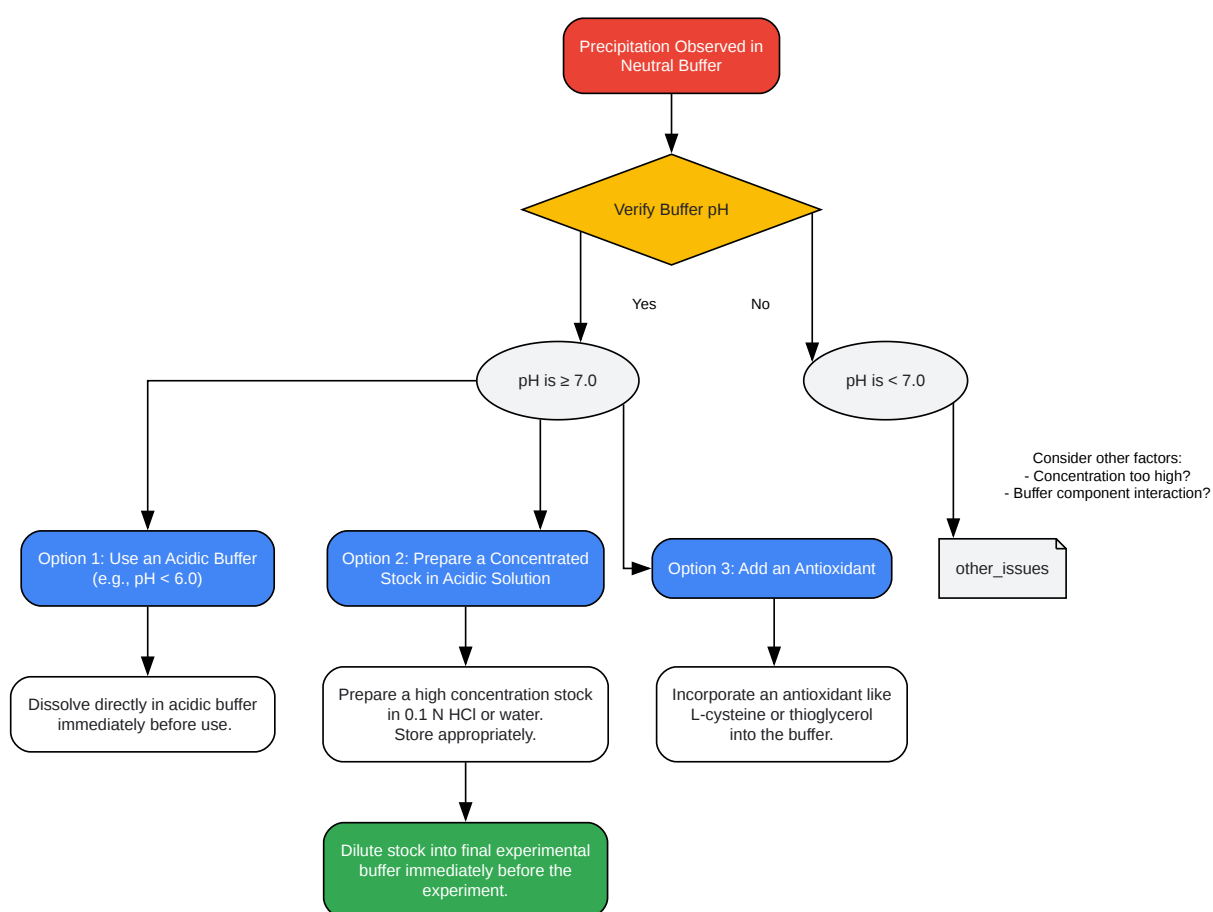 Precipitation Observed in
Neutral Buffer
Verify Buffer pH
Yes
No
pH is ≥ 7.0
pH is < 7.0
Consider other factors:
- Concentration too high?
- Buffer component interaction?
Option 1: Use an Acidic Buffer
(e.g., pH < 6.0)
Option 2: Prepare a Concentrated
Stock in Acidic Solution
Option 3: Add an Antioxidant
other_issues
Dissolve directly in acidic buffer
immediately before use.
Prepare a high concentration stock
in 0.1 N HCl or water.
Store appropriately.
Incorporate an antioxidant like
L-cysteine or thioglycerol
into the buffer.
Dilute stock into final experimental
buffer immediately before the
experiment.